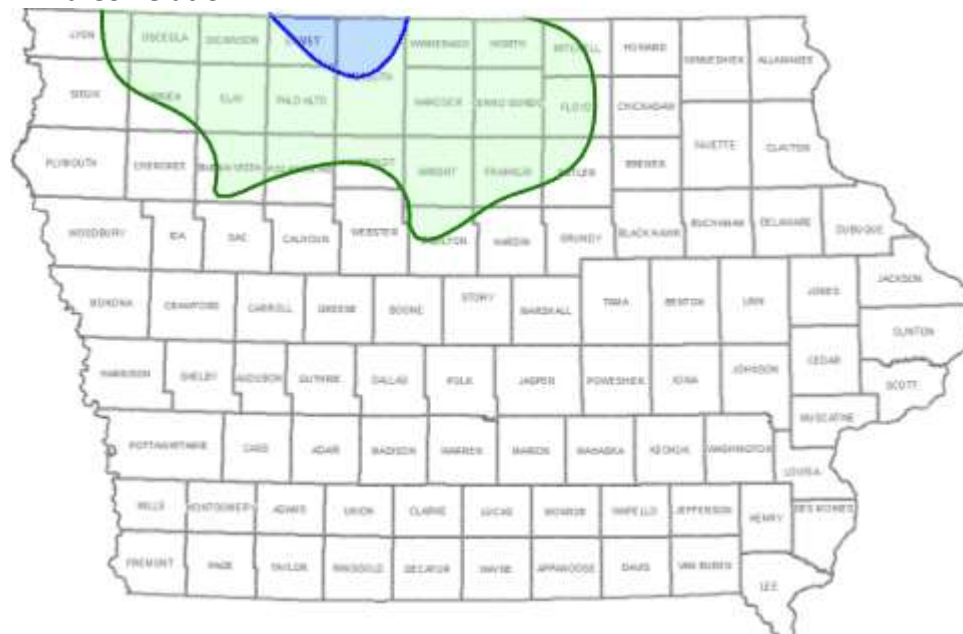 LYON OSCEOLA DICKINSON EMMET WINNEBAGO WORTH MITCHELL HOWARD WINNESHIEK ALLAMAKEE
SIOUX CLAY PALO ALTO HANCOCK CERRO GORDO FLOYD CHICKASAW
PLYMOUTH CHEROKEE BUENA VISTA WRIGHT FRANKLIN BUTLER BREMER FAYETTE CLAYTON
WOODBURY IDA SAC CALHOUN WEBSTER HAMILTON HARDIN GRUNDY BLACK HAWK BUCHANAN DELAWARE DUBUQUE
MONONA CRAWFORD CARROLL GREENE BOONE STORY MARSHALL TAMA BENTON LINN JONES JACKSON
CLINTON
HARRISON SHELBY AUDUBON GUTHRIE DALLAS POLK JASPER POWESHIEK IOWA JOHNSON CEDAR SCOTT
MUSCATINE
POTTAWATTAMIE CASS ADAIR MADISON WARREN MARION MAHASKA KEOKUK WASHINGTON LOUISA
MILLS MONTGOMERY ADAMS UNION CLARKE LUCAS MONROE WAPELLO JEFFERSON HENRY DES MOINES
FREMONT PAGE TAYLOR RINGGOLD DECATUR WAYNE APPANOOSE DAVIS VAN BUREN LEE